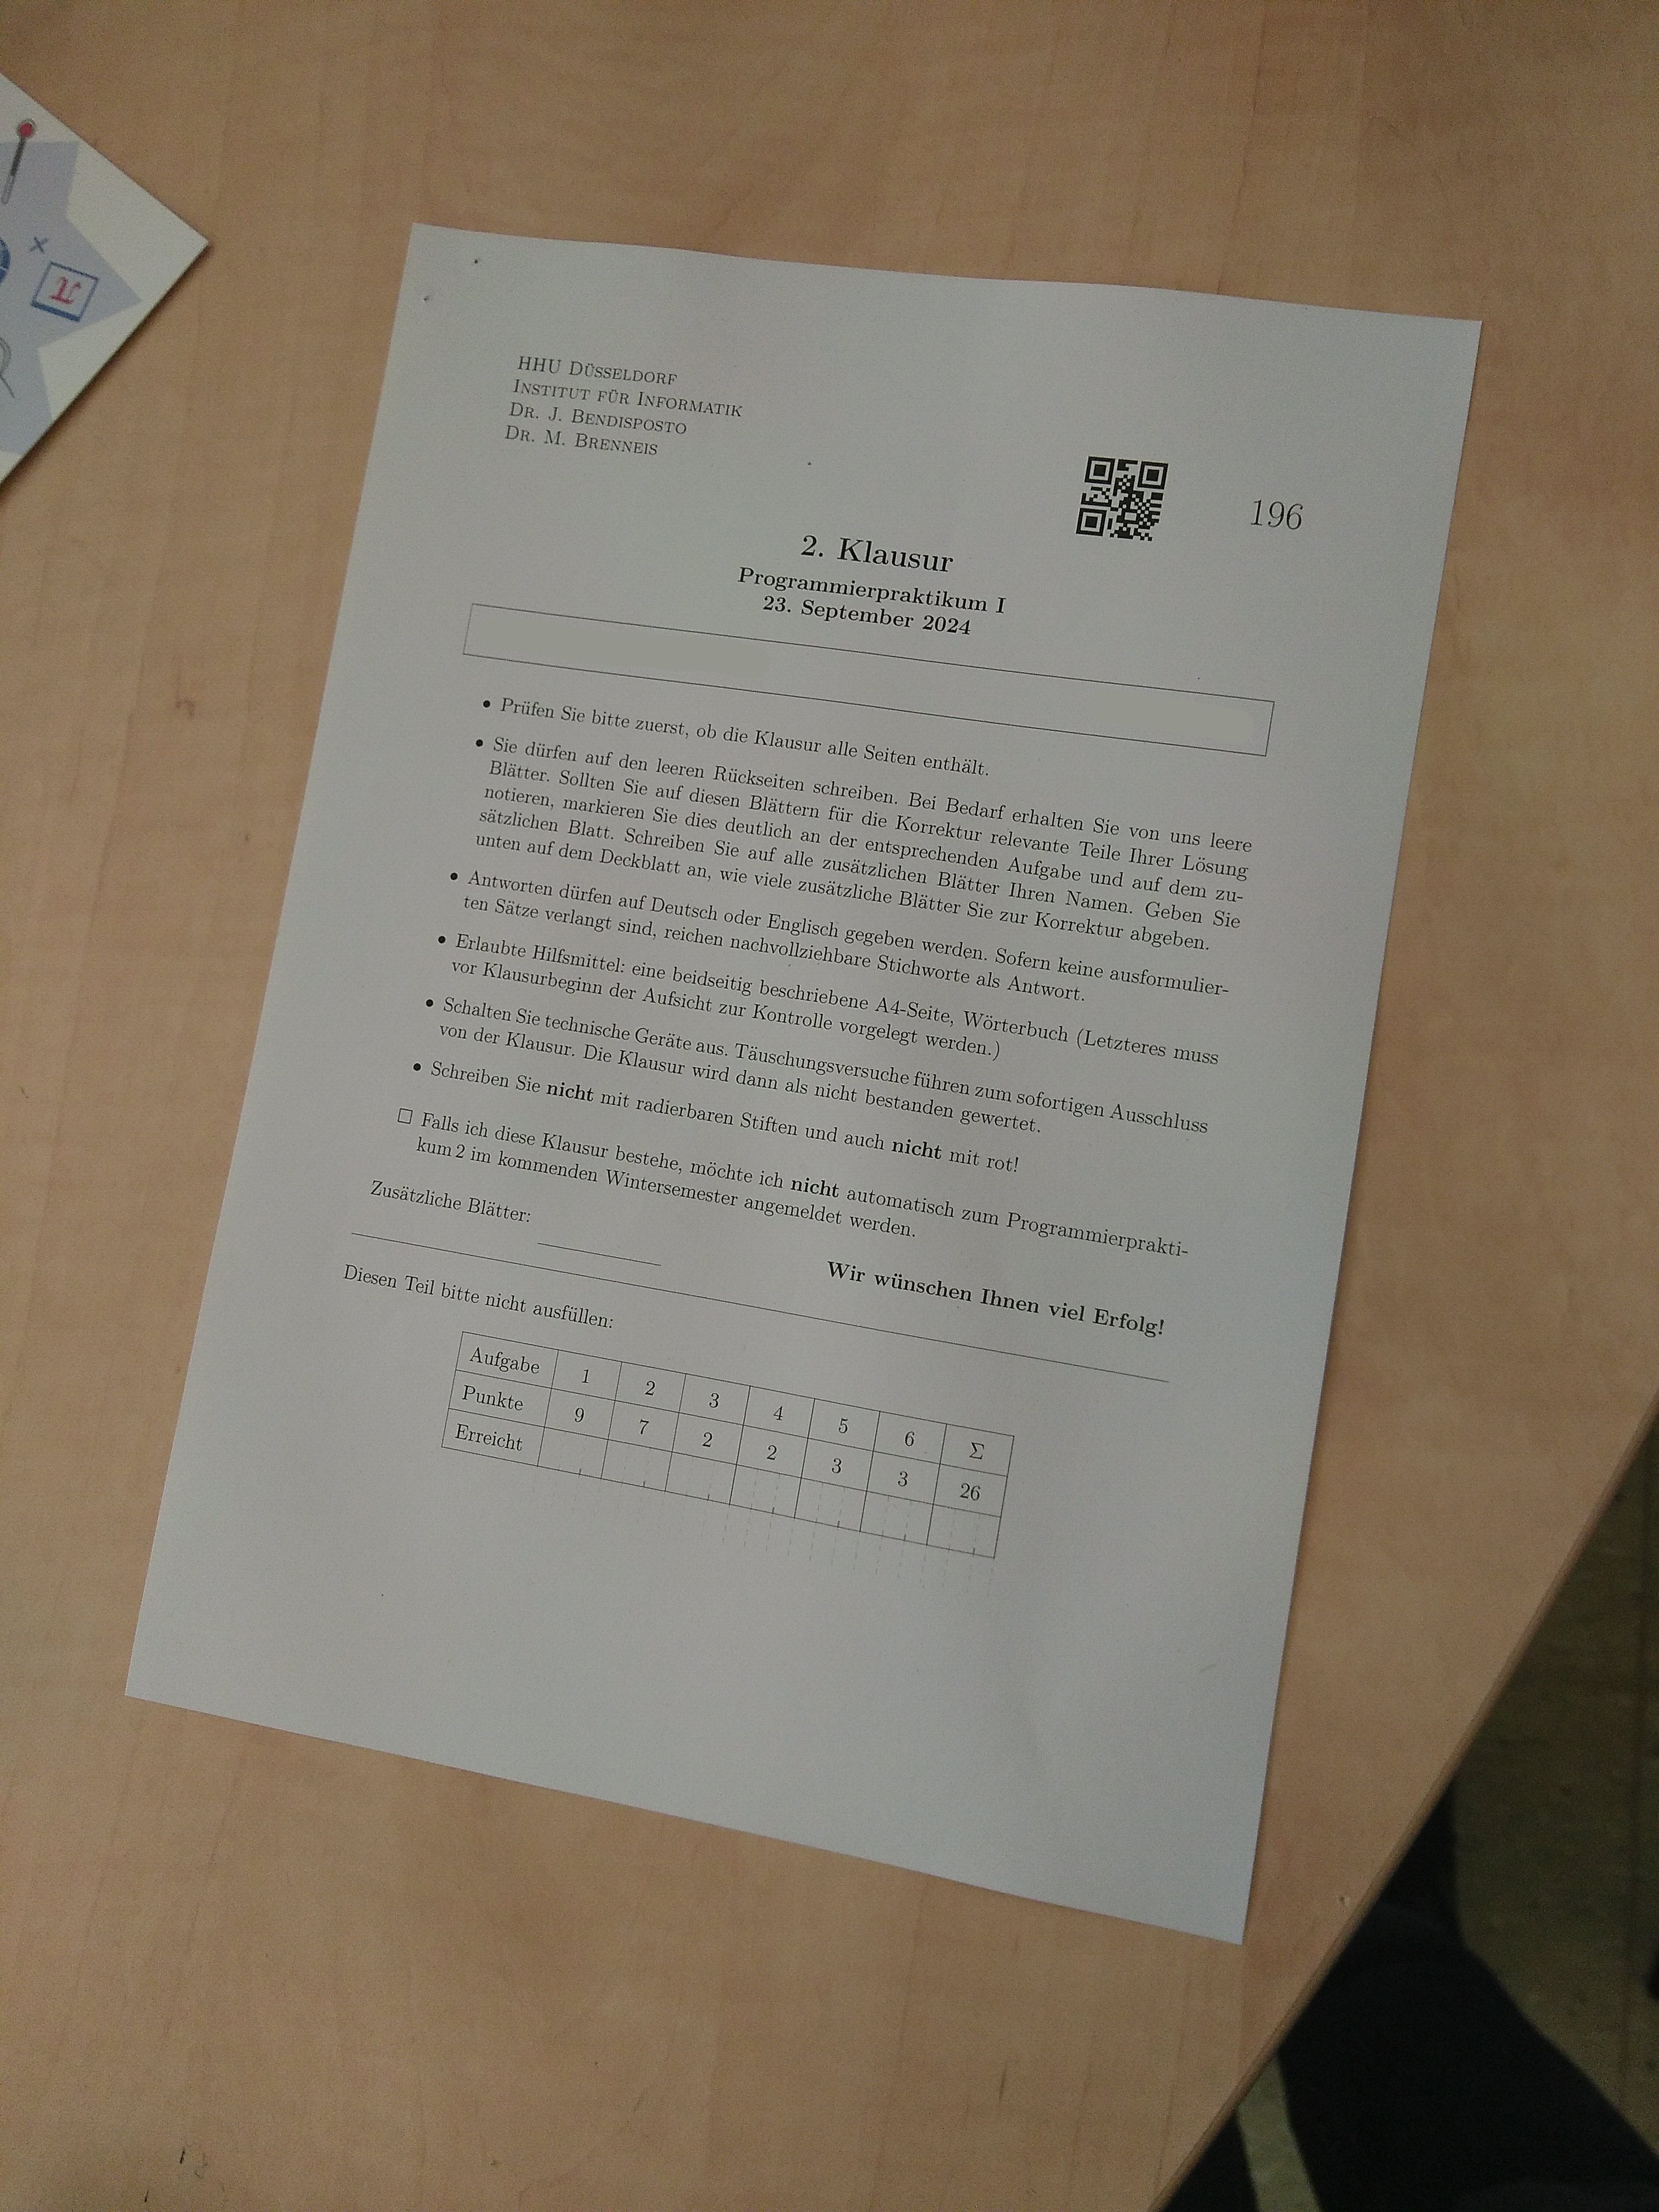 HHU DÜSSELDORF
INSTITUT FÜR INFORMATIK
DR. J. BENDISPOSTO
DR. M. BRENNEIS
196
2. Klausur
Programmierpraktikum I
23. September 2024
• Prüfen Sie bitte zuerst, ob die Klausur alle Seiten enthält.
• Sie dürfen auf den leeren Rückseiten schreiben. Bei Bedarf erhalten Sie von uns leere
Blätter. Sollten Sie auf diesen Blättern für die Korrektur relevante Teile Ihrer Lösung
notieren, markieren Sie dies deutlich an der entsprechenden Aufgabe und auf dem zu-
sätzlichen Blatt. Schreiben Sie auf alle zusätzlichen Blätter Ihren Namen. Geben Sie
unten auf dem Deckblatt an, wie viele zusätzliche Blätter Sie zur Korrektur abgeben.
• Antworten dürfen auf Deutsch oder Englisch gegeben werden. Sofern keine ausformulier-
ten Sätze verlangt sind, reichen nachvollziehbare Stichworte als Antwort.
• Erlaubte Hilfsmittel: eine beidseitig beschriebene A4-Seite, Wörterbuch (Letzteres muss
vor Klausurbeginn der Aufsicht zur Kontrolle vorgelegt werden.)
• Schalten Sie technische Geräte aus. Täuschungsversuche führen zum sofortigen Ausschluss
von der Klausur. Die Klausur wird dann als nicht bestanden gewertet.
• Schreiben Sie nicht mit radierbaren Stiften und auch nicht mit rot!
☐ Falls ich diese Klausur bestehe, möchte ich nicht automatisch zum Programmierprakti-
kum 2 im kommenden Wintersemester angemeldet werden.
Zusätzliche Blätter:
Wir wünschen Ihnen viel Erfolg!
Diesen Teil bitte nicht ausfüllen:
Aufgabe 1 2 3 4 5 6 Σ
Punkte 9 7 2 2 3 3 26
Erreicht